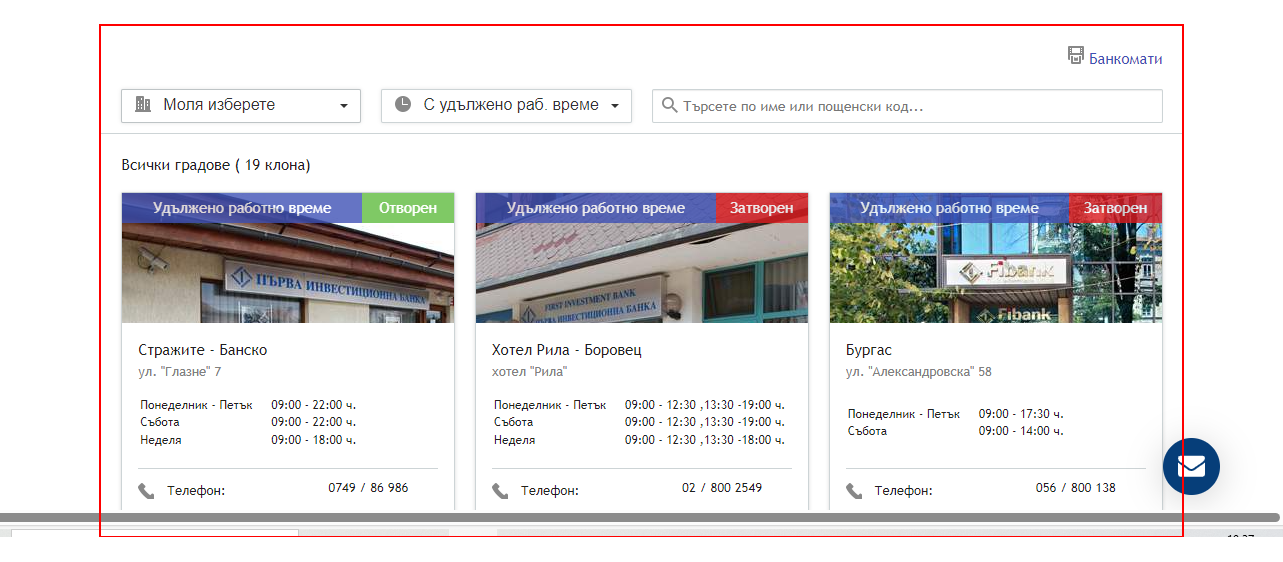 Банкомати
Моля изберете
С удължено раб. време
Търсете по име или пощенски код...
Всички градове ( 19 клона)
Удължено работно време Отворен
ПЪРВА ИНВЕСТИЦИОННА БАНКА
Стражите - Банско
ул. "Глазне" 7
Понеделник - Петък 09:00 - 22:00 ч.
Събота 09:00 - 22:00 ч.
Неделя 09:00 - 18:00 ч.
Телефон: 0749 / 86 986
Удължено работно време Затворен
FIRST INVESTMENT BANK
ПЪРВА ИНВЕСТИЦИОННА БАНКА
Хотел Рила - Боровец
хотел "Рила"
Понеделник - Петък 09:00 - 12:30 ,13:30 -19:00 ч.
Събота 09:00 - 12:30 ,13:30 -19:00 ч.
Неделя 09:00 - 12:30 ,13:30 -18:00 ч.
Телефон: 02 / 800 2549
Удължено работно време Затворен
Fibank
Fibank
Бургас
ул. "Александровска" 58
Понеделник - Петък 09:00 - 17:30 ч.
Събота 09:00 - 14:00 ч.
Телефон: 056 / 800 138